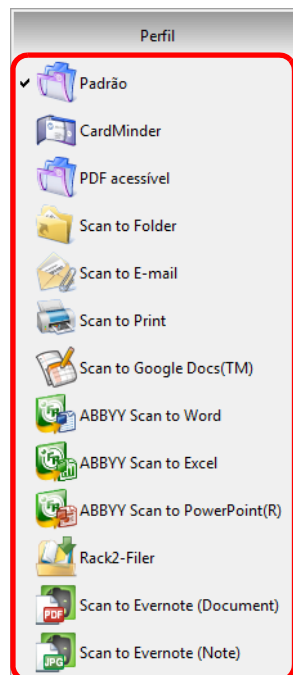 Perfil
Padrão
CardMinder
PDF acessível
Scan to Folder
Scan to E-mail
Scan to Print
Scan to Google Docs(TM)
ABBYY Scan to Word
ABBYY Scan to Excel
ABBYY Scan to PowerPoint(R)
Rack2-Filer
PDF
Scan to Evernote (Document)
JPG
Scan to Evernote (Note)